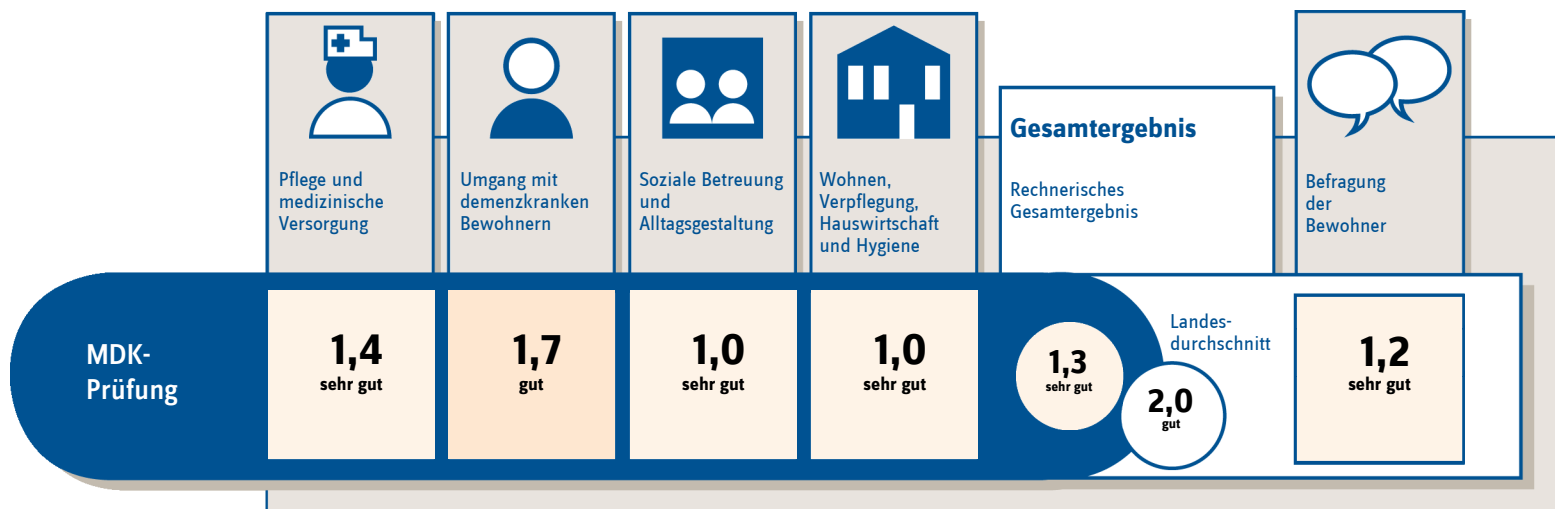 Pflege und
medizinische
Versorgung
Umgang mit
demenzkranken
Bewohnern
Soziale Betreuung
und
Alltagsgestaltung
Wohnen,
Verpflegung,
Hauswirtschaft
und Hygiene
Gesamtergebnis
Rechnerisches
Gesamtergebnis
Befragung
der
Bewohner
MDK-
Prüfung
1,4
sehr gut
1,7
gut
1,0
sehr gut
1,0
sehr gut
1,3
sehr gut
Landes-
durchschnitt
2,0
gut
1,2
sehr gut